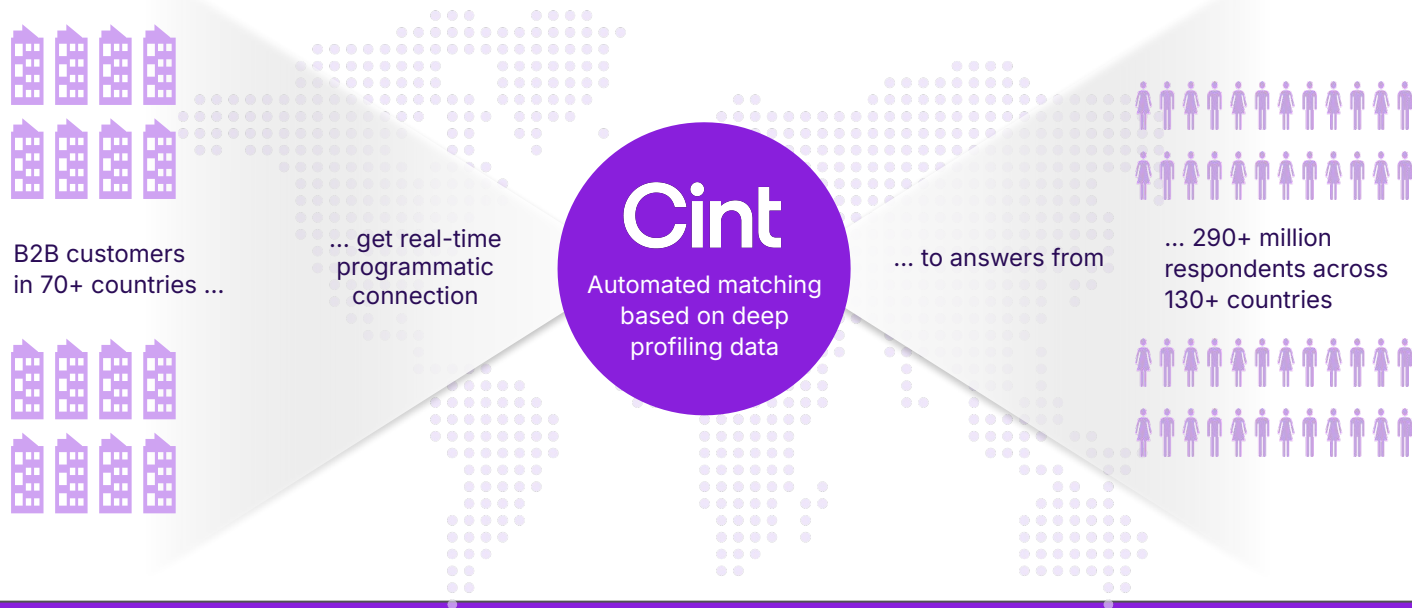 B2B customers
in 70+ countries ...
... get real-time
programmatic
connection
Cint
Automated matching
based on deep
profiling data
... to answers from
... 290+ million
respondents across
130+ countries